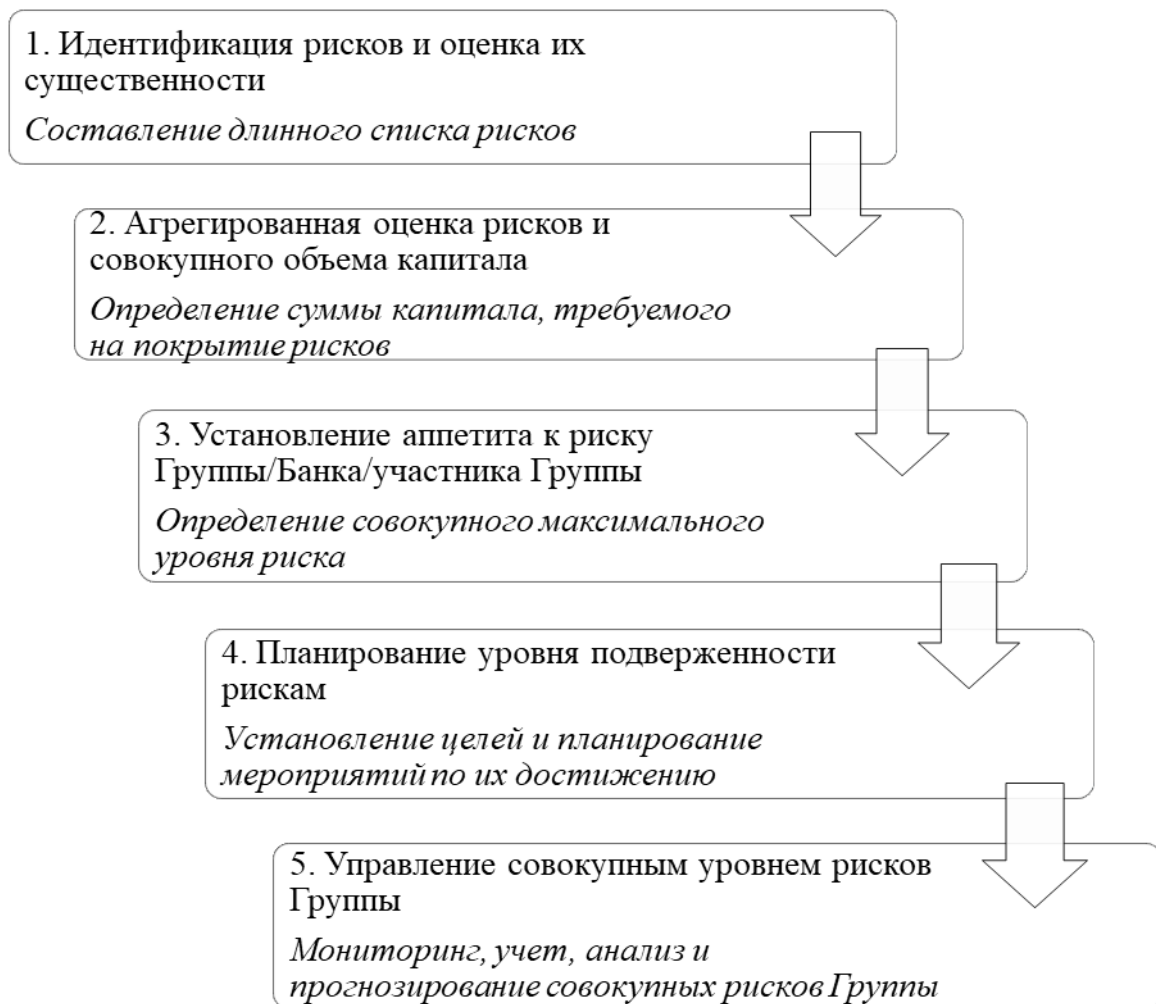 1. Идентификация рисков и оценка их
существенности
Составление длинного списка рисков
2. Агрегированная оценка рисков и
совокупного объема капитала
Определение суммы капитала, требуемого
на покрытие рисков
3. Установление аппетита к риску
Группы/Банка/участника Группы
Определение совокупного максимального
уровня риска
4. Планирование уровня подверженности
рискам
Установление целей и планирование
мероприятий по их достижению
5. Управление совокупным уровнем рисков
Группы
Мониторинг, учет, анализ и
прогнозирование совокупных рисков Группы